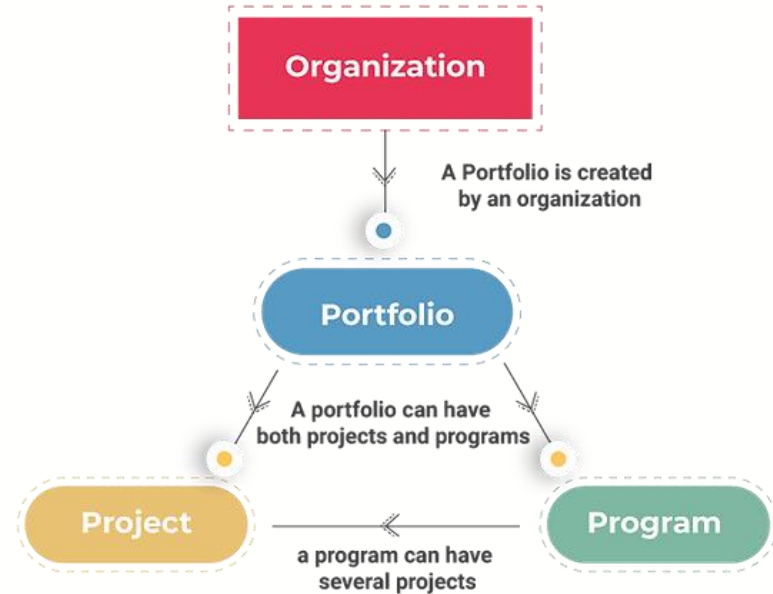 Organization
A Portfolio is created
by an organization
Portfolio
A portfolio can have
both projects and programs
Project
Program
a program can have
several projects